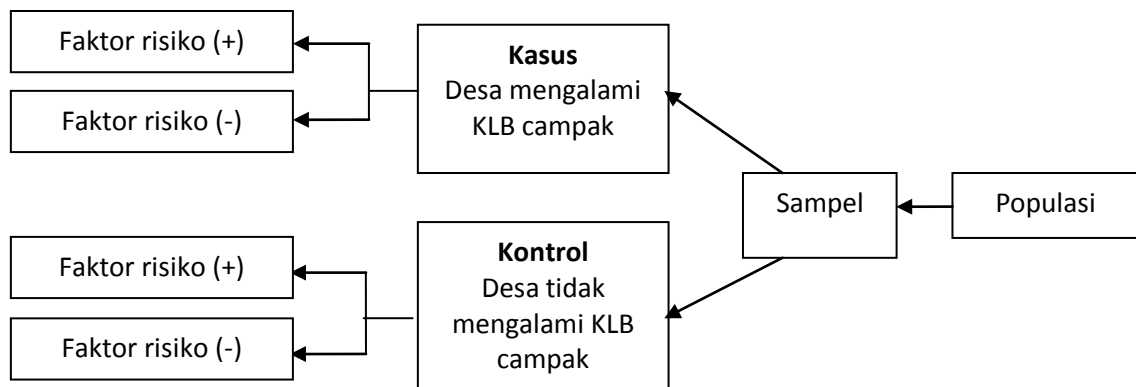 Faktor risiko (+)
Faktor risiko (-)
Kasus
Desa mengalami
KLB campak
Sampel
Populasi
Faktor risiko (+)
Faktor risiko (-)
Kontrol
Desa tidak
mengalami KLB
campak